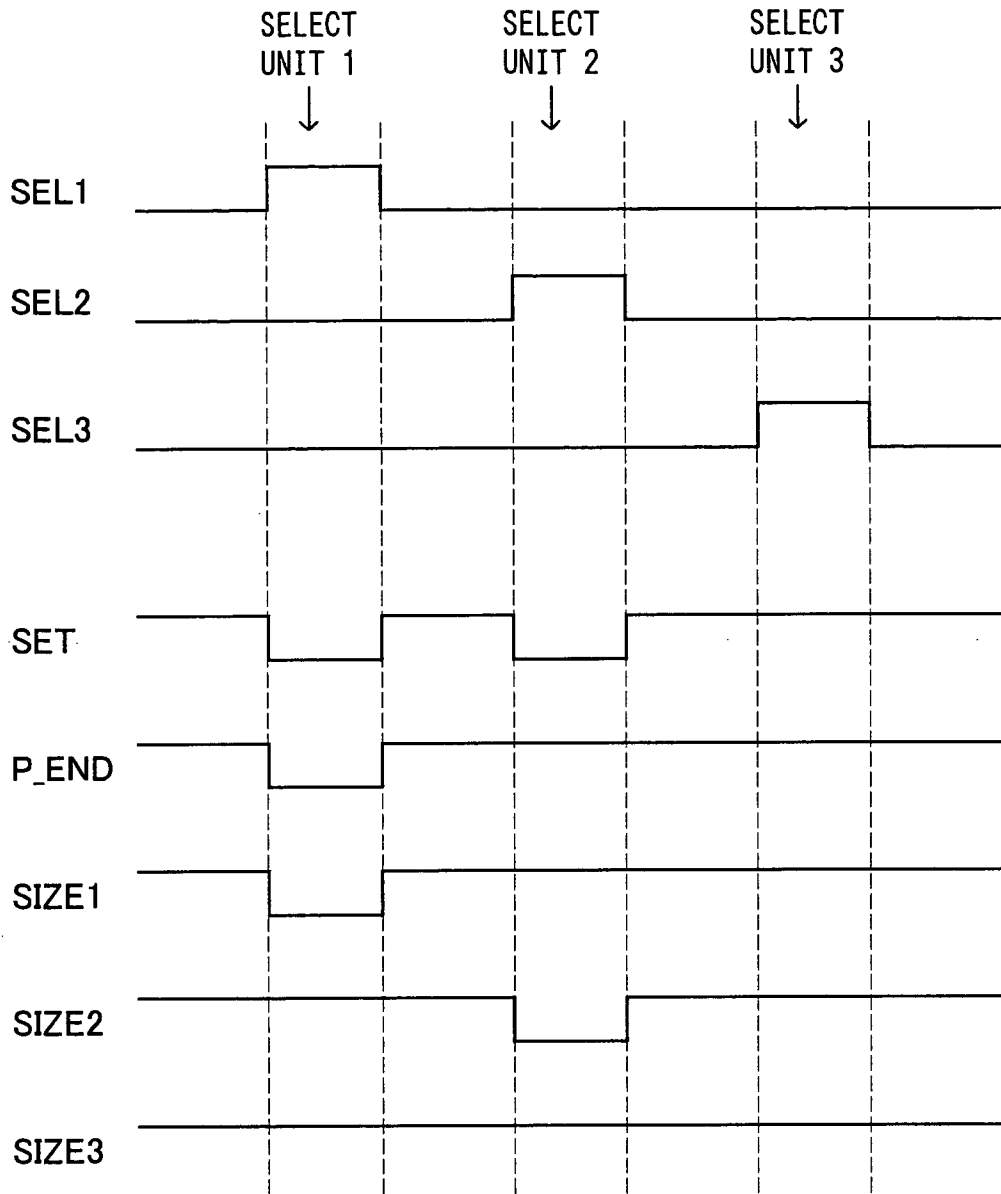 SELECT
UNIT 1
SELECT
UNIT 2
SELECT
UNIT 3
SEL1
SEL2
SEL3
SET
P_END
SIZE1
SIZE2
SIZE3